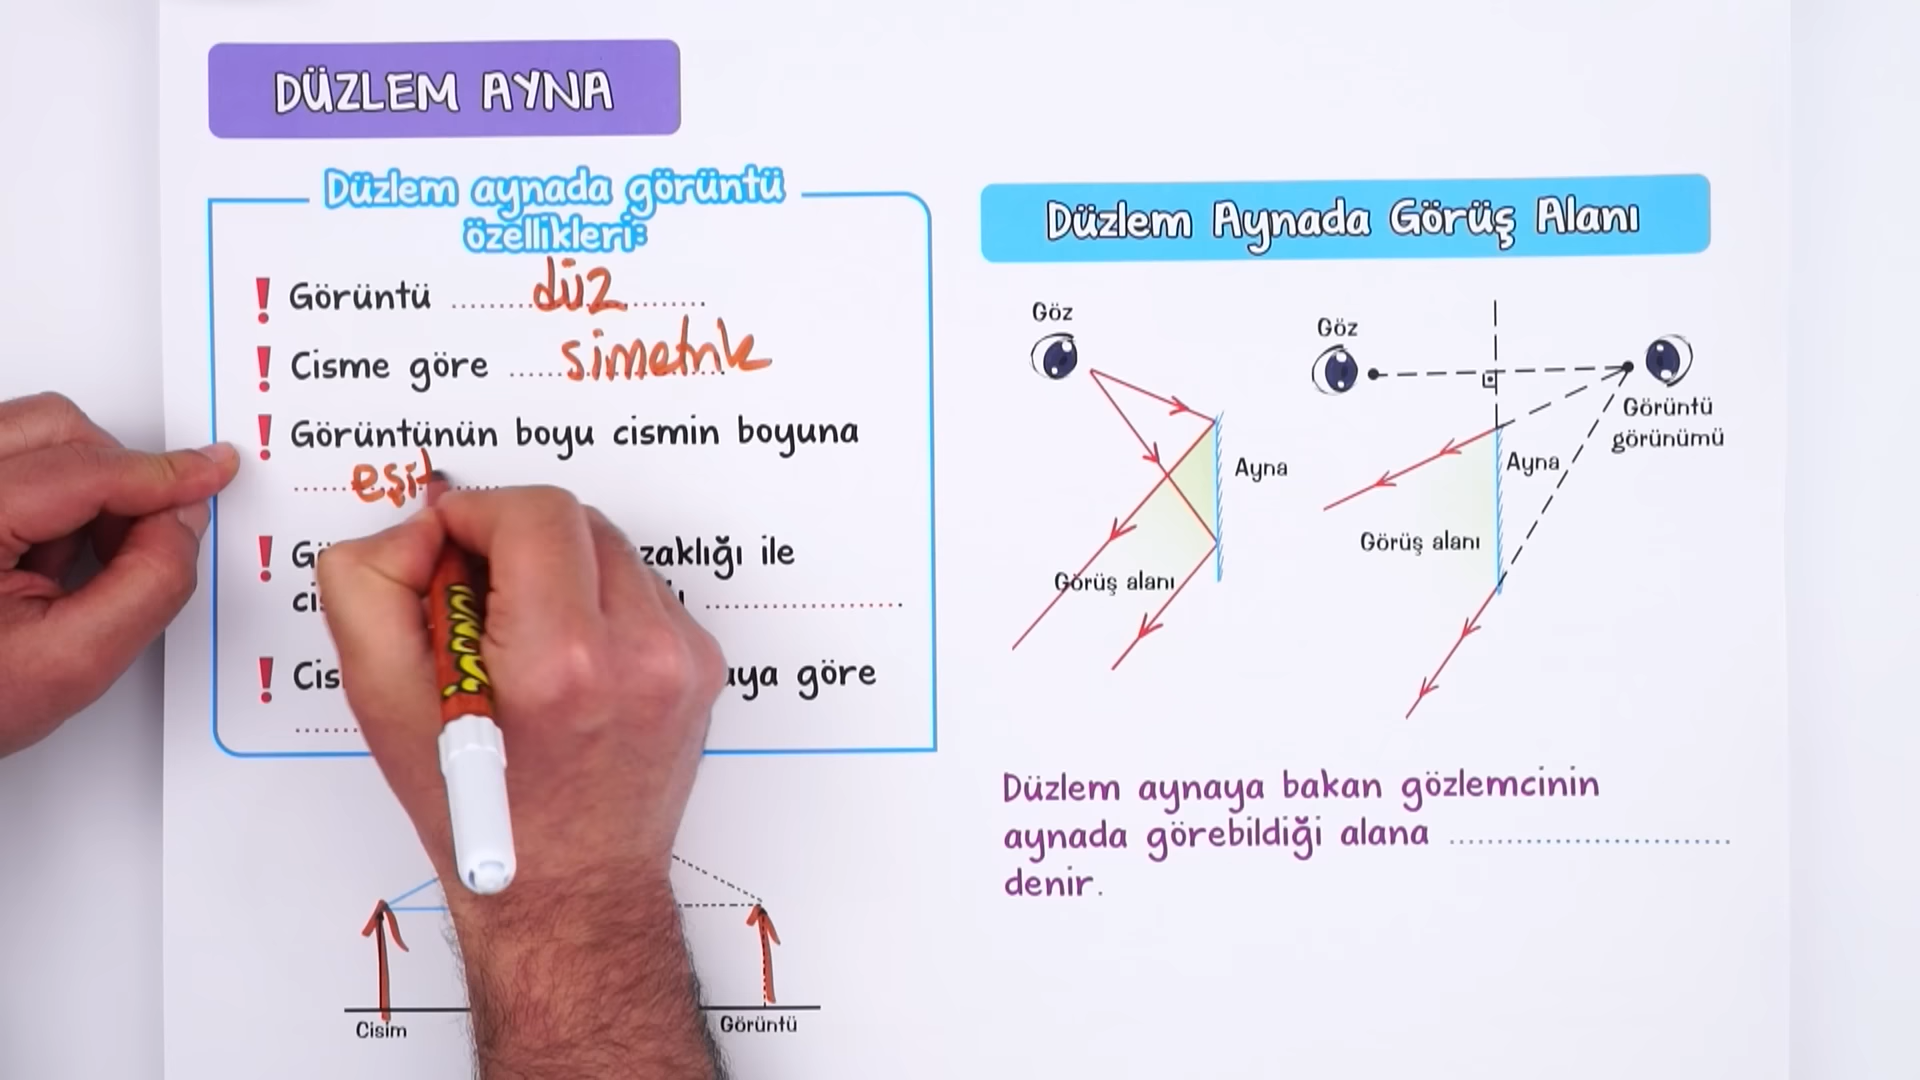 DÜZLEM AYNA
Düzlem aynada görüntü
özellikleri:
! Görüntü ........ düz ........
! Cisme göre ........ simetrik
! Görüntünün boyu cismin boyuna
........ eşit ........
! zaklığı ile
........................
! Cis aya göre
........
Cisim
Görüntü
Düzlem Aynada Görüş Alanı
Göz
Ayna
Görüş alanı
Göz
Görüntü
görünümü
Ayna
Görüş alanı
Düzlem aynaya bakan gözlemcinin
aynada görebildiği alana ........................
denir.